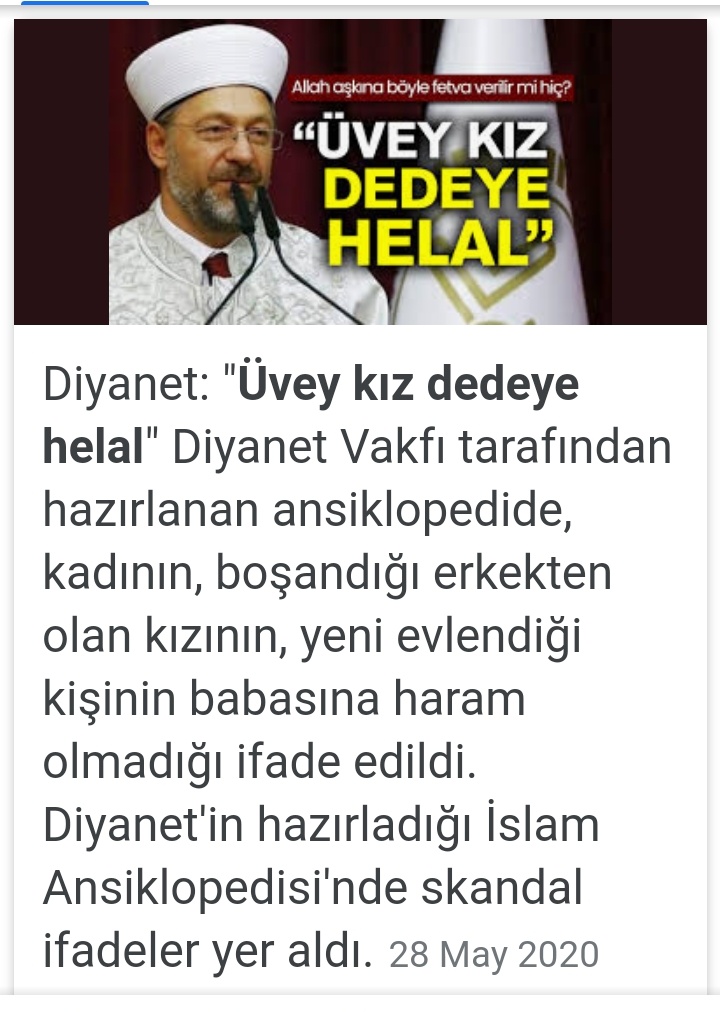 Allah aşkına böyle fetva verilir mi hiç?
“ÜVEY KIZ
DEDEYE
HELAL”
Diyanet: "Üvey kız dedeye
helal" Diyanet Vakfı tarafından
hazırlanan ansiklopedide,
kadının, boşandığı erkekten
olan kızının, yeni evlendiği
kişinin babasına haram
olmadığı ifade edildi.
Diyanet'in hazırladığı İslam
Ansiklopedisi'nde skandal
ifadeler yer aldı. 28 May 2020